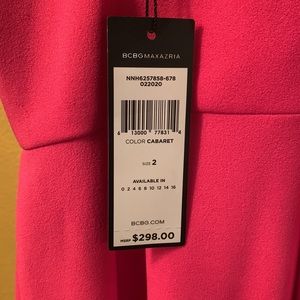 BCBGMAXAZRIA
NNH6257858-678
022020
6 13000 77831 4
COLOR CABARET
SIZE 2
AVAILABLE IN
0 2 4 6 8 10 12 14 16
BCBG.COM
MSRP $298.00